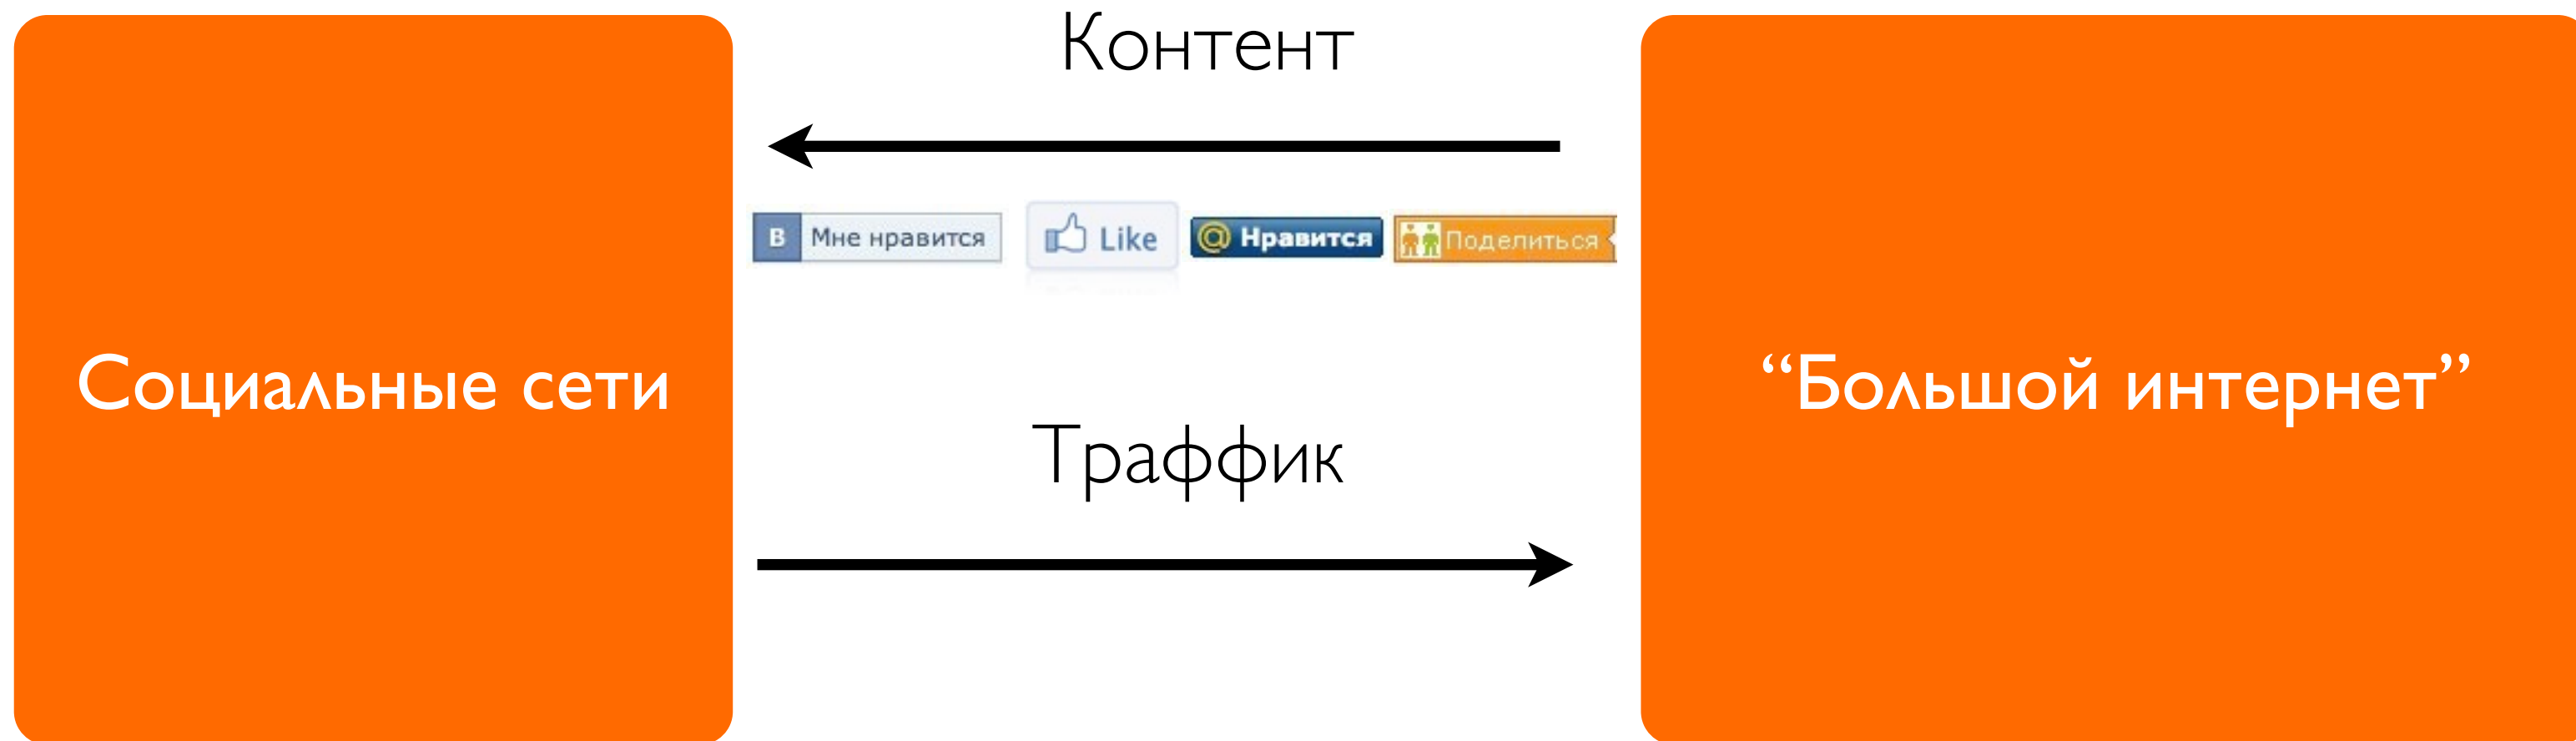 Контент
В Мне нравится
Like
@ Нравится
Поделиться
Социальные сети
“Большой интернет”
Траффик